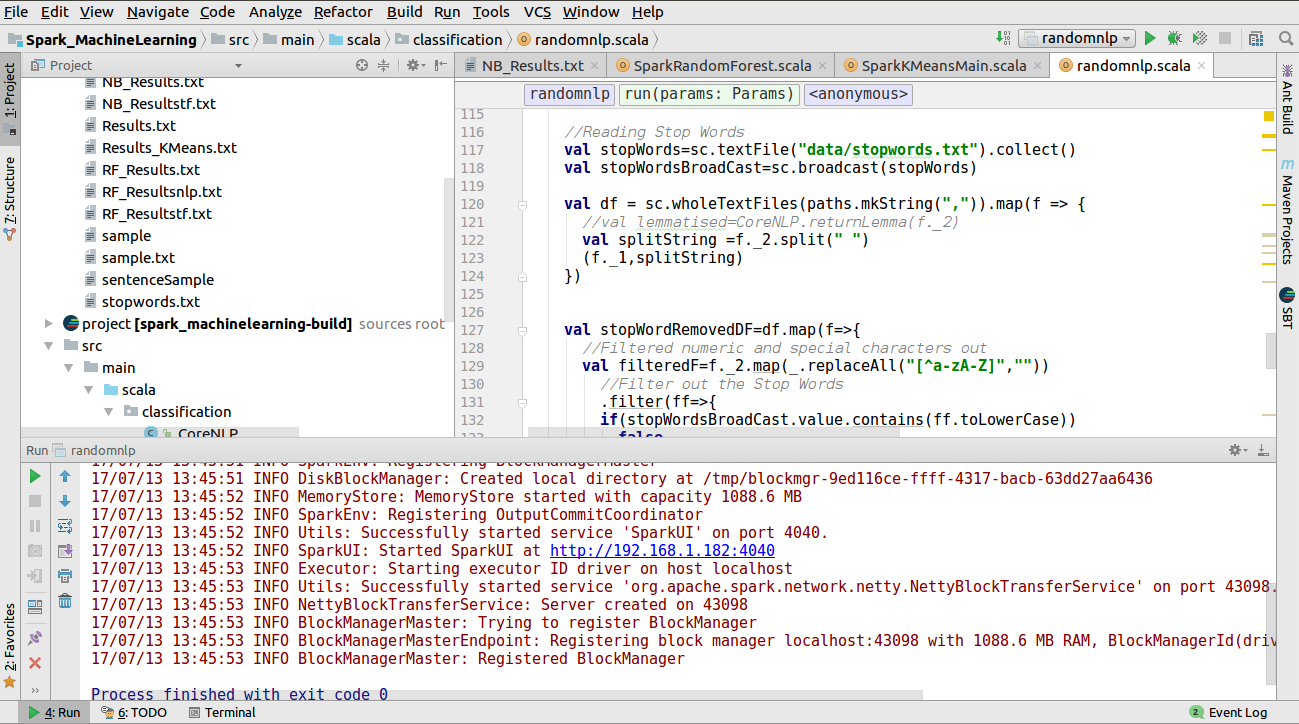 File Edit View Navigate Code Analyze Refactor Build Run Tools VCS Window Help
Spark_MachineLearning src main scala classification randomnlp.scala randomnlp
1: Project
7: Structure
2: Favorites
Project
NB_Results.txt
NB_Resultstf.txt
Results.txt
Results_KMeans.txt
RF_Results.txt
RF_Resultsnlp.txt
RF_Resultstf.txt
sample
sample.txt
sentenceSample
stopwords.txt
project [spark_machinelearning-build] sources root
src
main
scala
classification
CoreNLP
NB_Results.txt SparkRandomForest.scala SparkKMeansMain.scala randomnlp.scala
randomnlp run(params: Params) <anonymous>
115
116 //Reading Stop Words
117 val stopWords=sc.textFile("data/stopwords.txt").collect()
118 val stopWordsBroadCast=sc.broadcast(stopWords)
119
120 val df = sc.wholeTextFiles(paths.mkString(",")).map(f => {
121 //val lemmatised=CoreNLP.returnLemma(f._2)
122 val splitString =f._2.split(" ")
123 (f._1,splitString)
124 })
125
126
127 val stopWordRemovedDF=df.map(f=>{
128 //Filtered numeric and special characters out
129 val filteredF=f._2.map(_.replaceAll("[^a-zA-Z]",""))
130 //Filter out the Stop Words
131 .filter(ff=>{
132 if(stopWordsBroadCast.value.contains(ff.toLowerCase))
133 false
Ant Build
Maven Projects
SBT
Run randomnlp
17/07/13 13:45:51 INFO SparkEnv: Registering BlockManagerMaster
17/07/13 13:45:51 INFO DiskBlockManager: Created local directory at /tmp/blockmgr-9ed116ce-ffff-4317-bacb-63dd27aa6436
17/07/13 13:45:52 INFO MemoryStore: MemoryStore started with capacity 1088.6 MB
17/07/13 13:45:52 INFO SparkEnv: Registering OutputCommitCoordinator
17/07/13 13:45:52 INFO Utils: Successfully started service 'SparkUI' on port 4040.
17/07/13 13:45:52 INFO SparkUI: Started SparkUI at http://192.168.1.182:4040
17/07/13 13:45:53 INFO Executor: Starting executor ID driver on host localhost
17/07/13 13:45:53 INFO Utils: Successfully started service 'org.apache.spark.network.netty.NettyBlockTransferService' on port 43098.
17/07/13 13:45:53 INFO NettyBlockTransferService: Server created on 43098
17/07/13 13:45:53 INFO BlockManagerMaster: Trying to register BlockManager
17/07/13 13:45:53 INFO BlockManagerMasterEndpoint: Registering block manager localhost:43098 with 1088.6 MB RAM, BlockManagerId(driv
17/07/13 13:45:53 INFO BlockManagerMaster: Registered BlockManager
Process finished with exit code 0
4: Run 6: TODO Terminal 2 Event Log